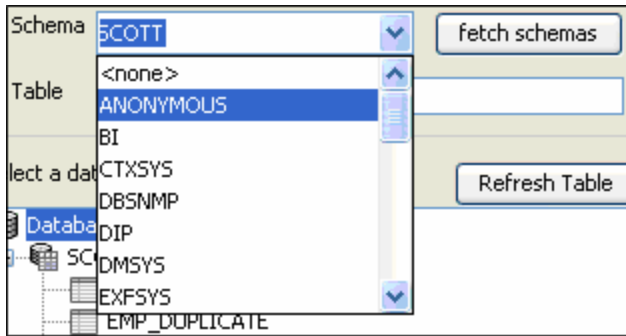 Schema SCOTT fetch schemas
<none>
Table ANONYMOUS
BI
lect a dat CTXSYS
DBSNMP Refresh Table
Databa DIP
SC DMSYS
EXFSYS
EMP_DUPLICATE